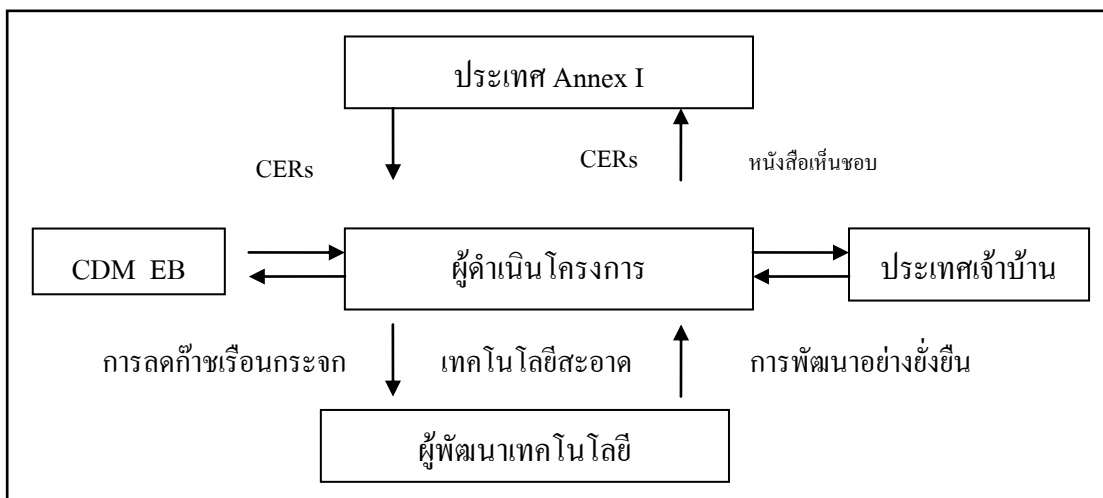 ประเทศ Annex I
CERs CERs หนังสือเห็นชอบ
CDM EB ผู้ดำเนินโครงการ ประเทศเจ้าบ้าน
การลดก๊าซเรือนกระจก เทคโนโลยีสะอาด การพัฒนาอย่างยั่งยืน
ผู้พัฒนาเทคโนโลยี